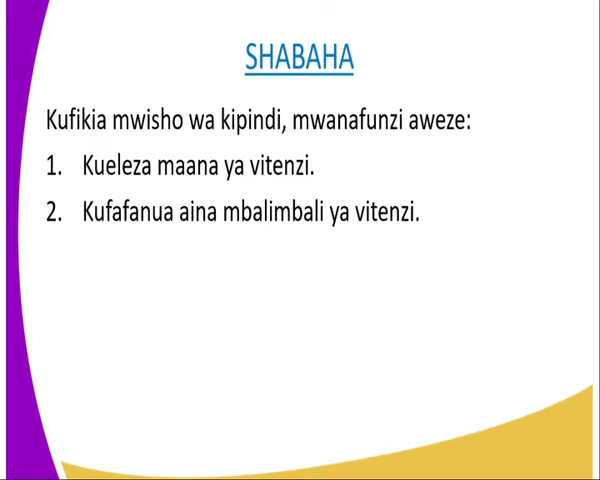 SHABAHA
Kufikia mwisho wa kipindi, mwanafunzi aweze:
1. Kueleza maana ya vitenzi.
2. Kufafanua aina mbalimbali ya vitenzi.